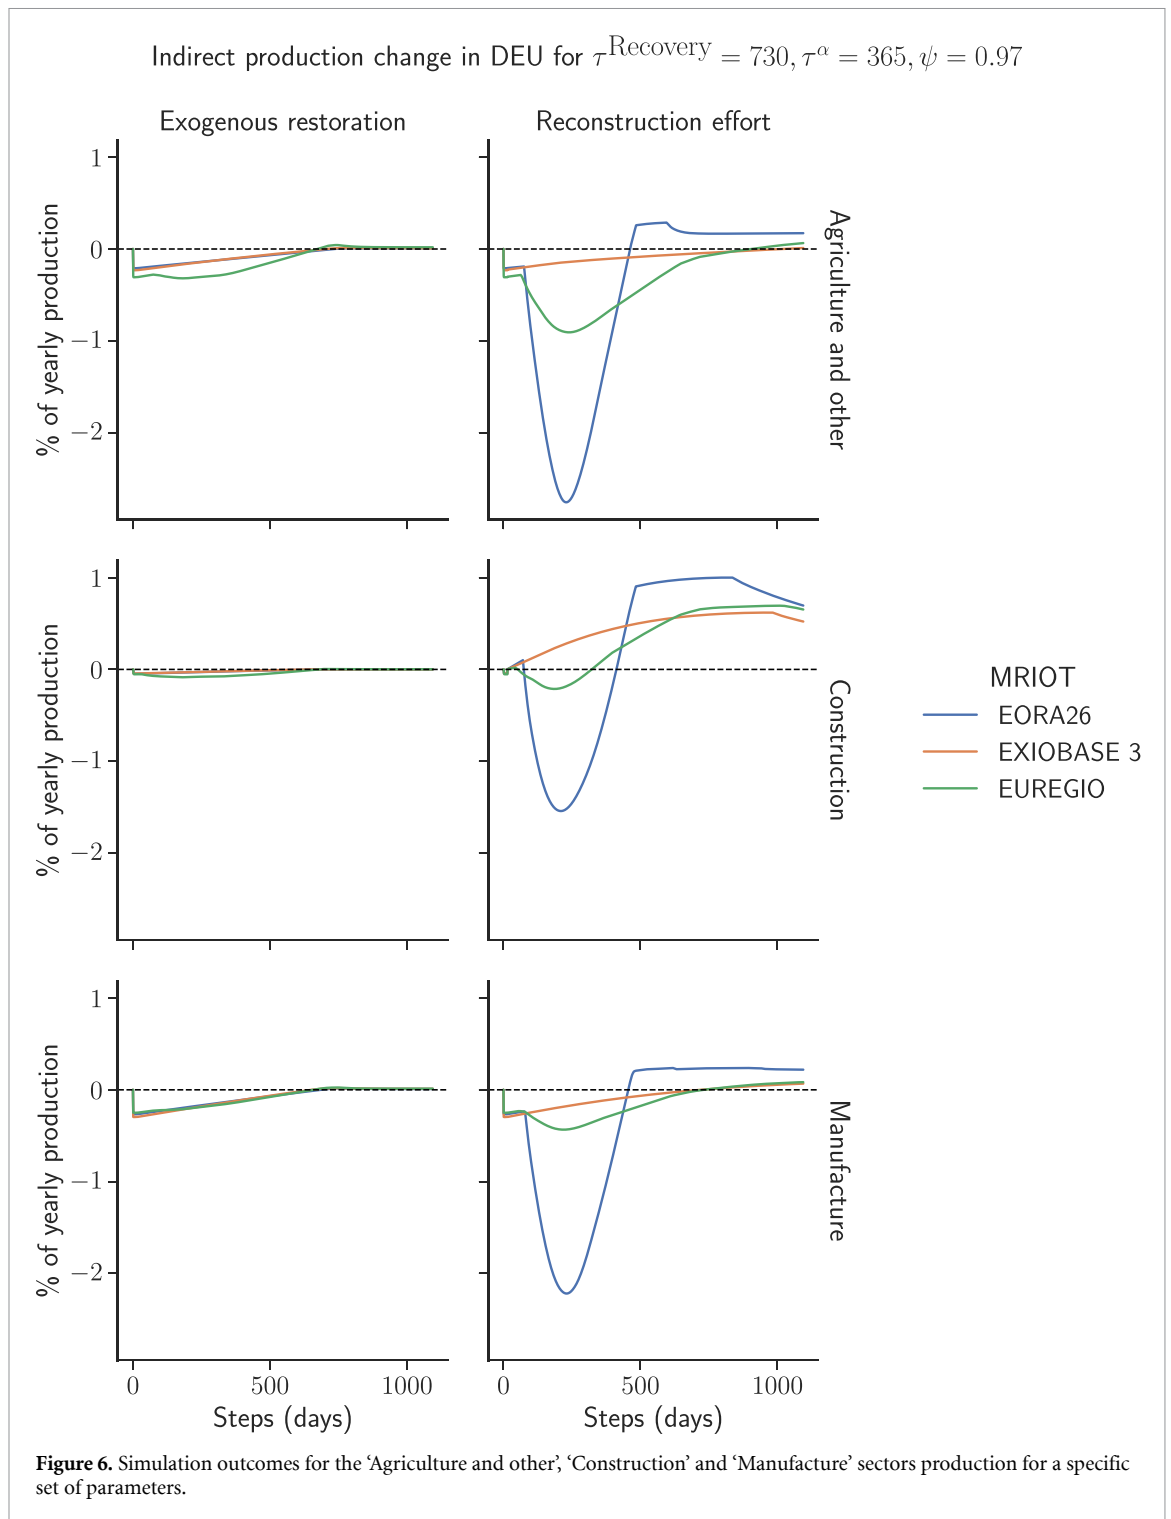 Indirect production change in DEU for τ^Recovery = 730, τ^α = 365, ψ = 0.97
Exogenous restoration
Reconstruction effort
1
0
−1
−2
% of yearly production
Agriculture and other
1
0
−1
−2
% of yearly production
Construction
MRIOT
EORA26
EXIOBASE 3
EUREGIO
1
0
−1
−2
% of yearly production
Manufacture
0 500 1000
0 500 1000
Steps (days)
Steps (days)
Figure 6. Simulation outcomes for the ‘Agriculture and other’, ‘Construction’ and ‘Manufacture’ sectors production for a specific
set of parameters.